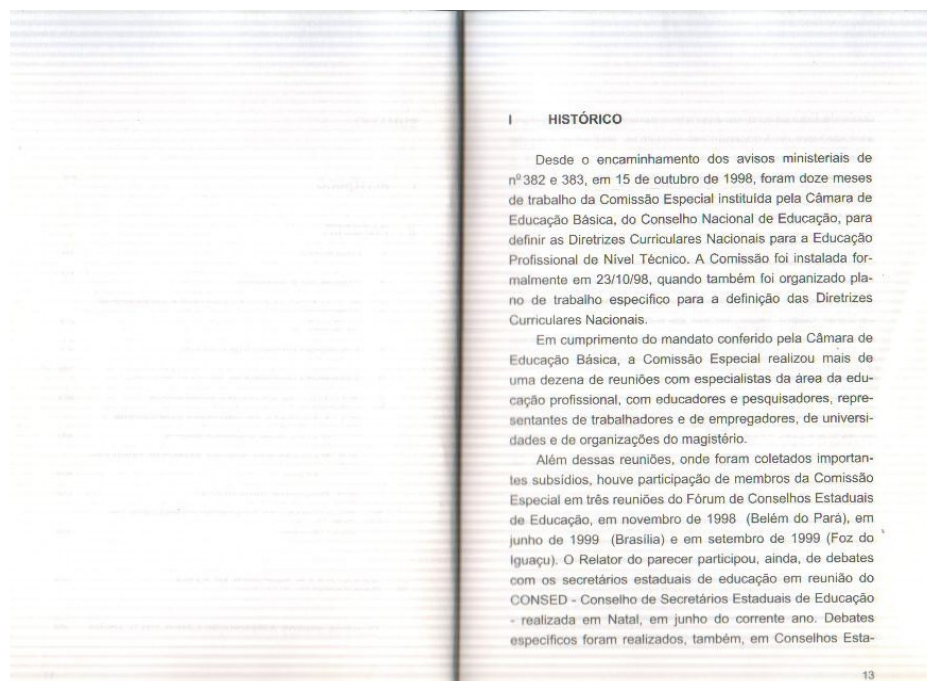 I HISTÓRICO
Desde o encaminhamento dos avisos ministeriais de
nº 382 e 383, em 15 de outubro de 1998, foram doze meses
de trabalho da Comissão Especial instituída pela Câmara de
Educação Básica, do Conselho Nacional de Educação, para
definir as Diretrizes Curriculares Nacionais para a Educação
Profissional de Nível Técnico. A Comissão foi instalada for-
malmente em 23/10/98, quando também foi organizado pla-
no de trabalho específico para a definição das Diretrizes
Curriculares Nacionais.
Em cumprimento do mandato conferido pela Câmara de
Educação Básica, a Comissão Especial realizou mais de
uma dezena de reuniões com especialistas da área da edu-
cação profissional, com educadores e pesquisadores, repre-
sentantes de trabalhadores e de empregadores, de universi-
dades e de organizações do magistério.
Além dessas reuniões, onde foram coletados importan-
tes subsídios, houve participação de membros da Comissão
Especial em três reuniões do Fórum de Conselhos Estaduais
de Educação, em novembro de 1998 (Belém do Pará), em
junho de 1999 (Brasília) e em setembro de 1999 (Foz do
Iguaçu). O Relator do parecer participou, ainda, de debates
com os secretários estaduais de educação em reunião do
CONSED - Conselho de Secretários Estaduais de Educação
- realizada em Natal, em junho do corrente ano. Debates
específicos foram realizados, também, em Conselhos Esta-
13